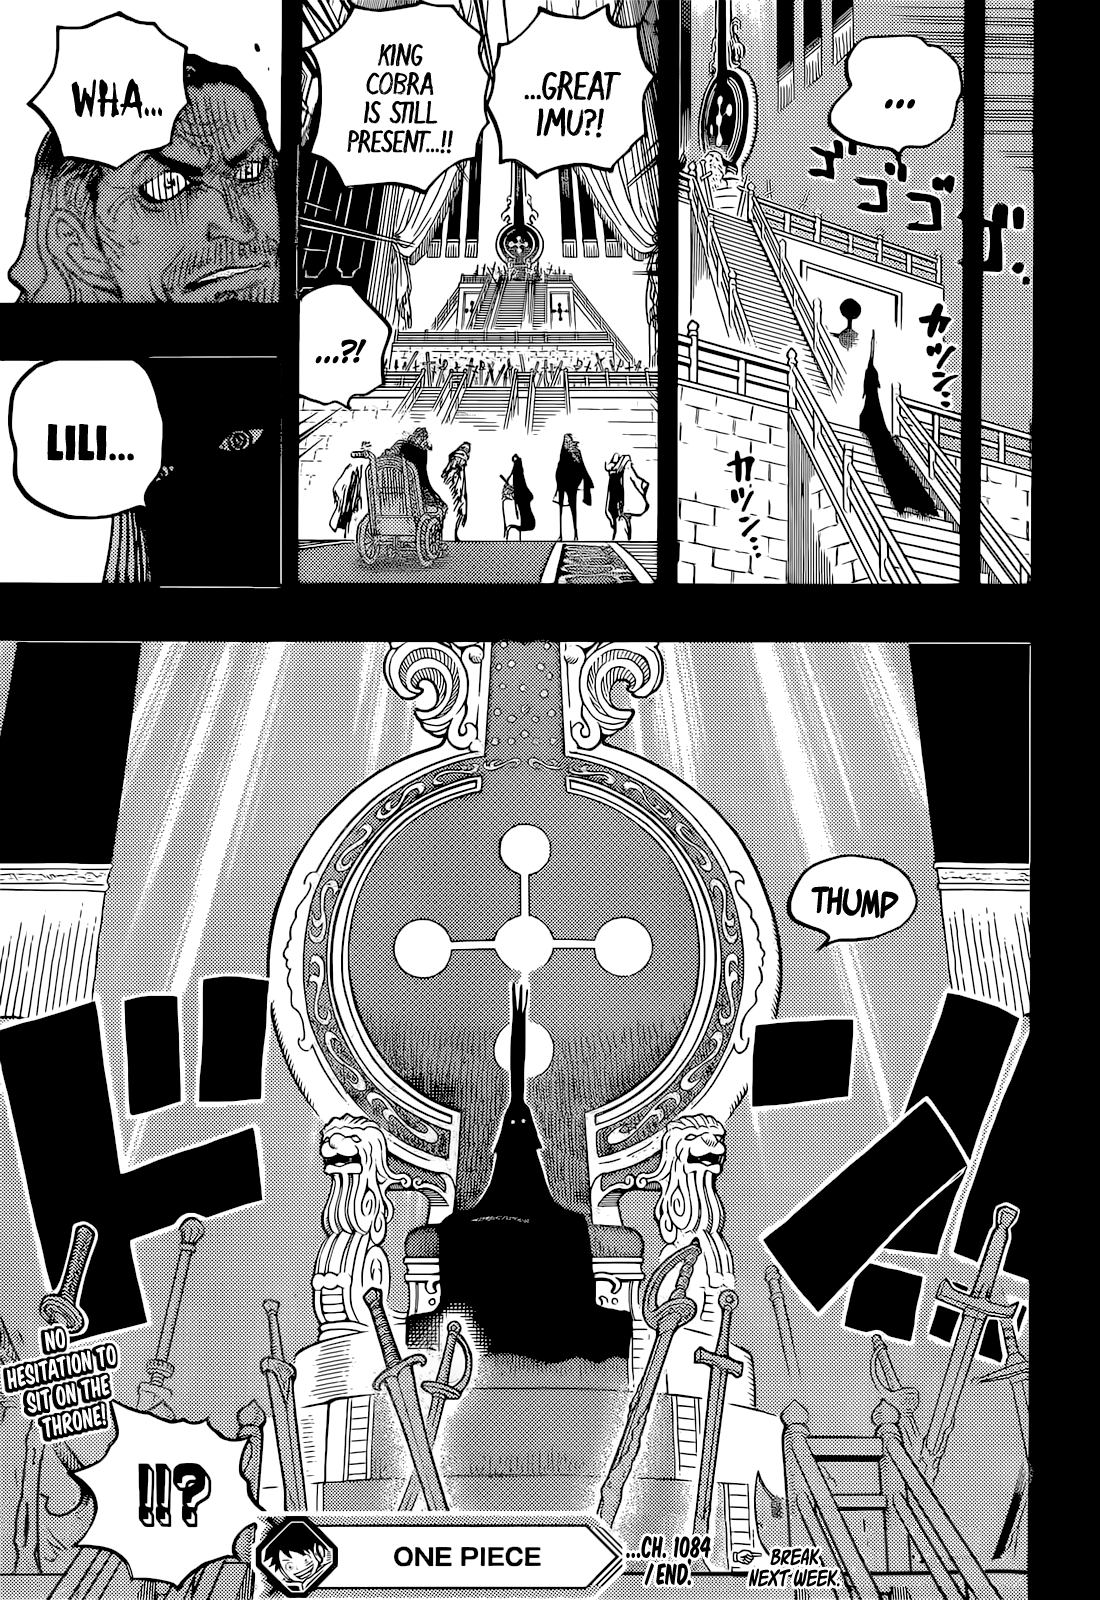 ...
ゴゴゴゴ...
カツン...
カツン...
...GREAT
IMU?!
KING
COBRA
IS STILL
PRESENT...!!
...?!
WHA...
LILI...
THUMP
ドン
NO
HESITATION TO
SIT ON THE
THRONE!
!!?
ONE PIECE
...CH. 1084
/ END.
BREAK
NEXT WEEK.